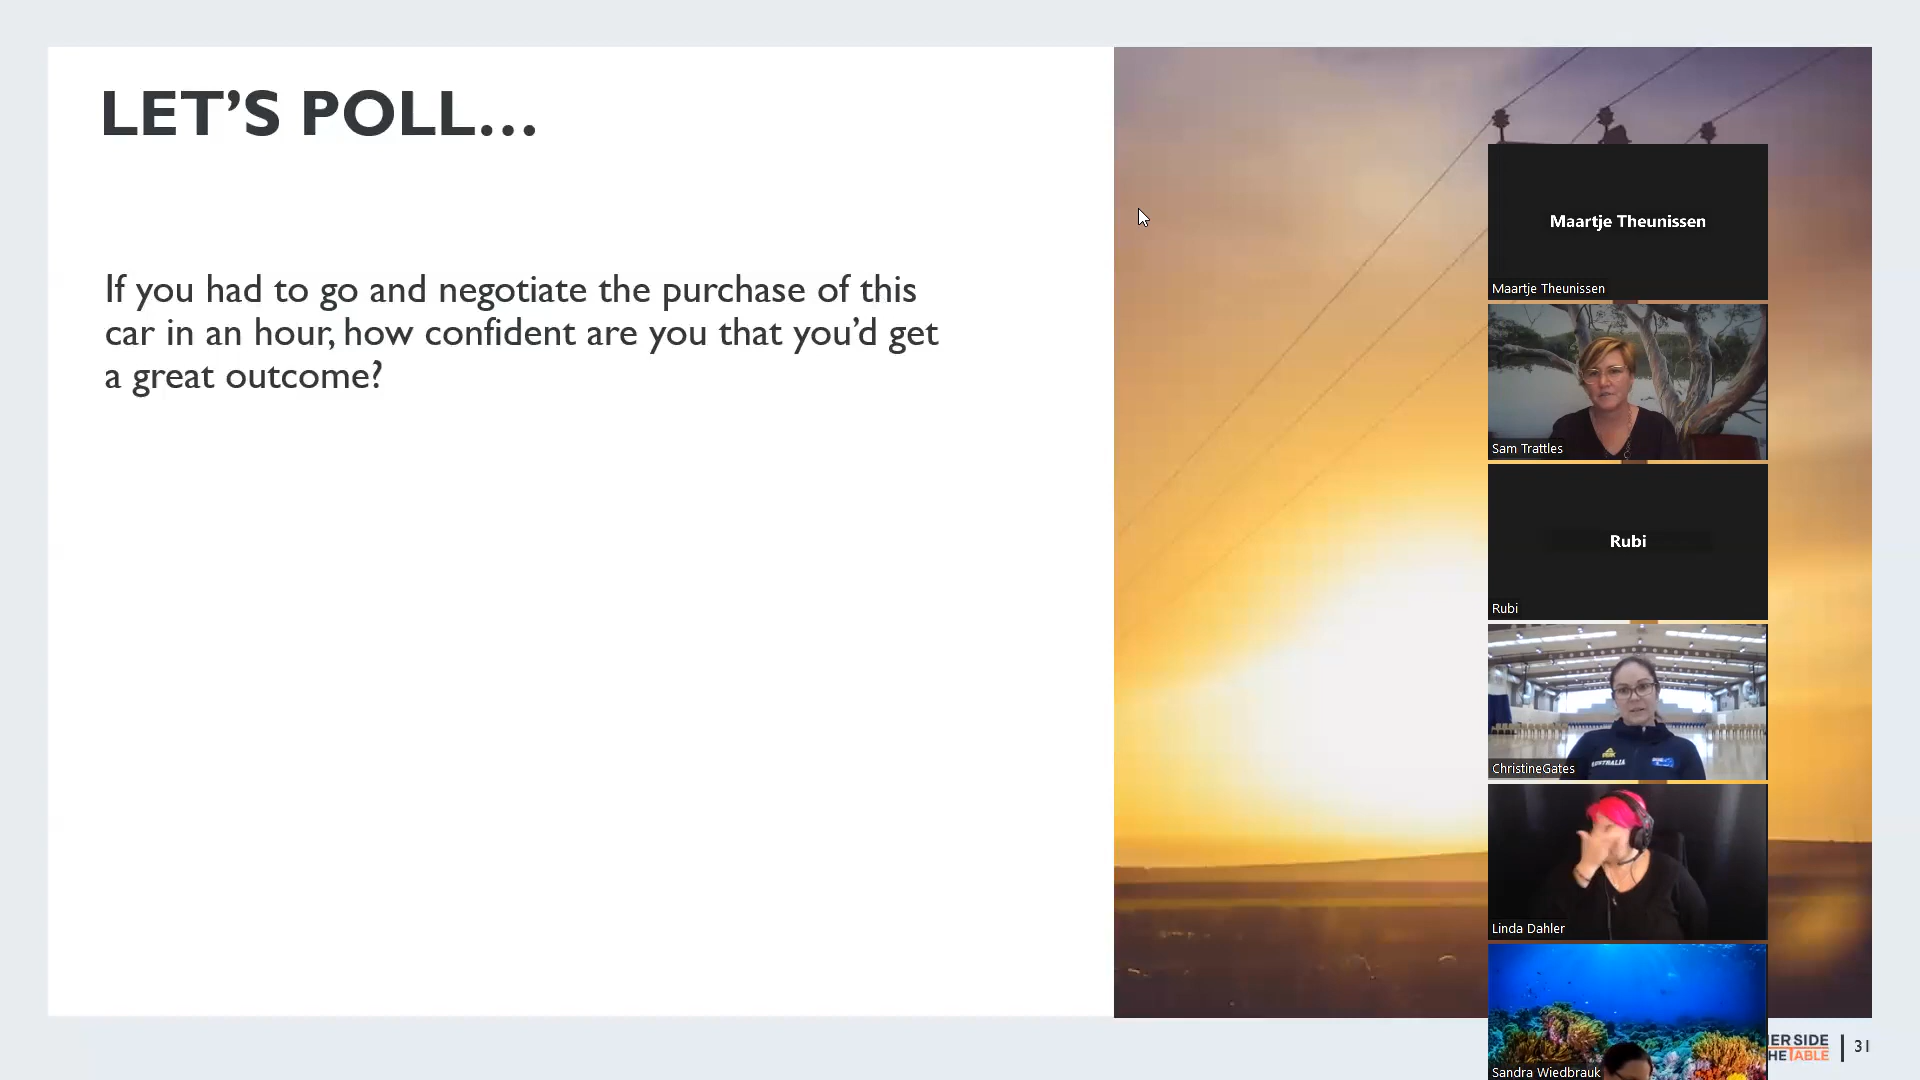 LET’S POLL…
If you had to go and negotiate the purchase of this
car in an hour, how confident are you that you’d get
a great outcome?
Maartje Theunissen
Maartje Theunissen
Sam Trattles
Rubi
Rubi
ChristineGates
Linda Dahler
Sandra Wiedbrauk
SIDE
TABLE
31